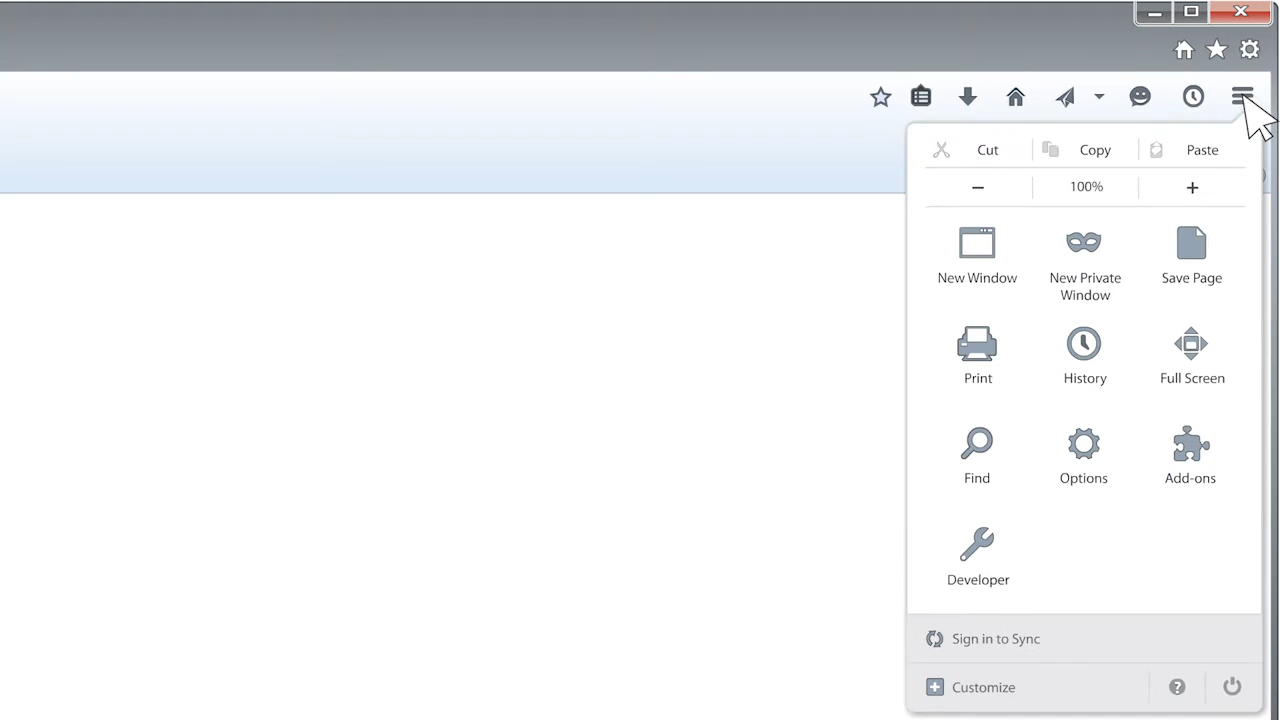 Cut Copy Paste
− 100% +
New Window New Private Window Save Page
Print History Full Screen
Find Options Add-ons
Developer
Sign in to Sync
Customize ?